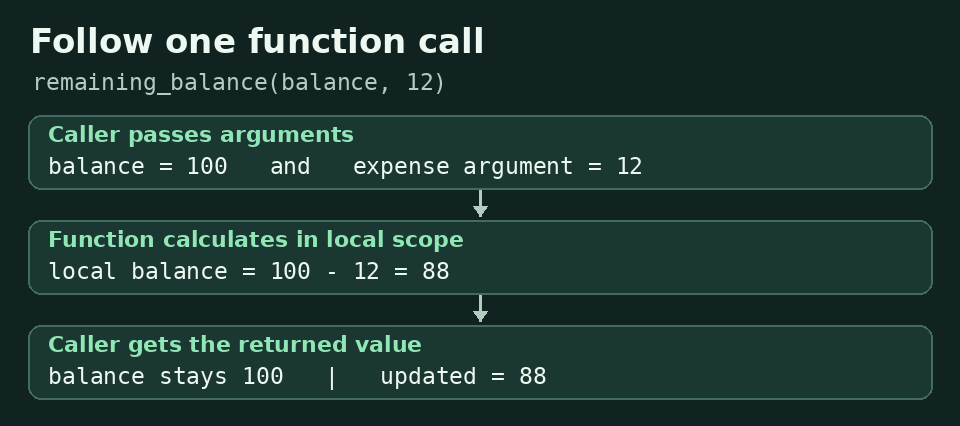 Follow one function call
remaining_balance(balance, 12)
Caller passes arguments
balance = 100   and   expense argument = 12
Function calculates in local scope
local balance = 100 - 12 = 88
Caller gets the returned value
balance stays 100   |   updated = 88